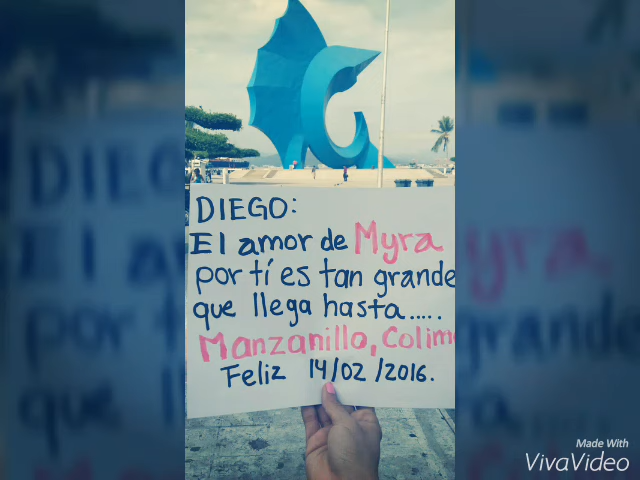 DIEGO:
El amor de Myra
por tí es tan grande
que llega hasta.....
Manzanillo, Colim
Feliz 14/02/2016.
Made With
VivaVideo